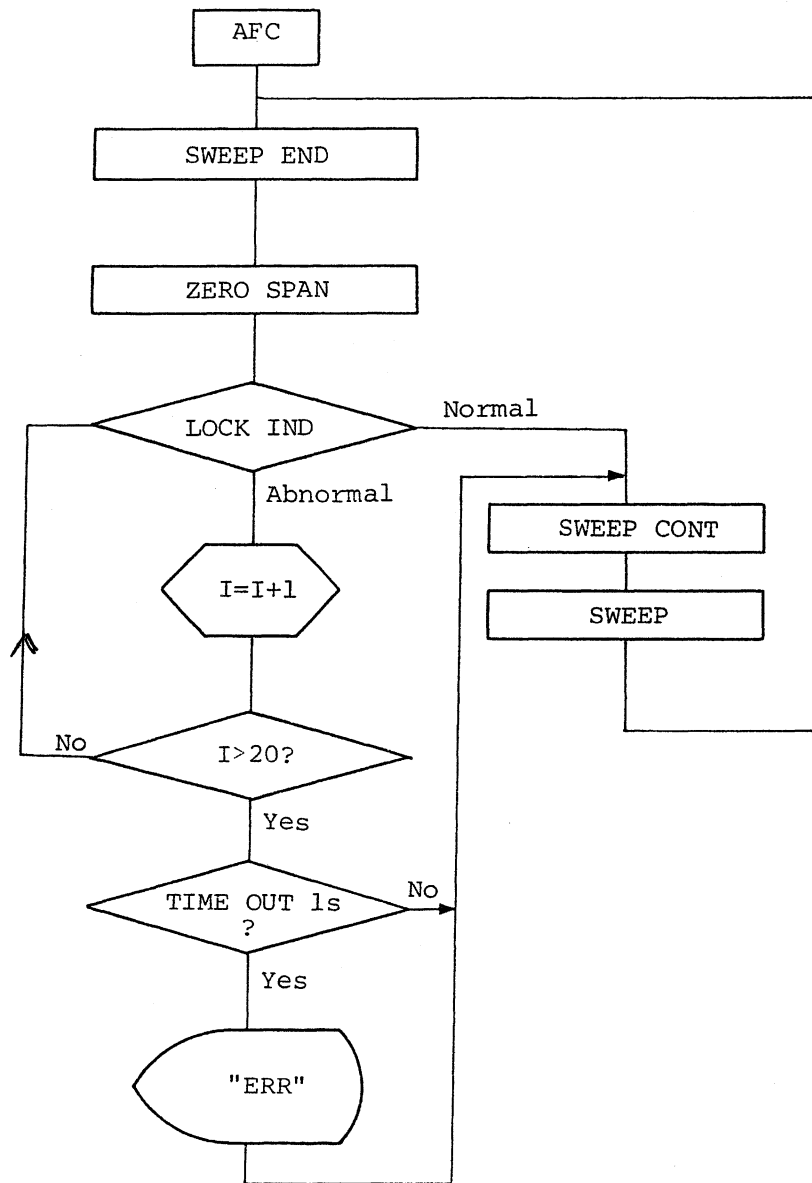 AFC
SWEEP END
ZERO SPAN
LOCK IND
Normal
Abnormal
SWEEP CONT
I=I+1
SWEEP
No
I>20?
Yes
TIME OUT 1s
?
No
Yes
"ERR"